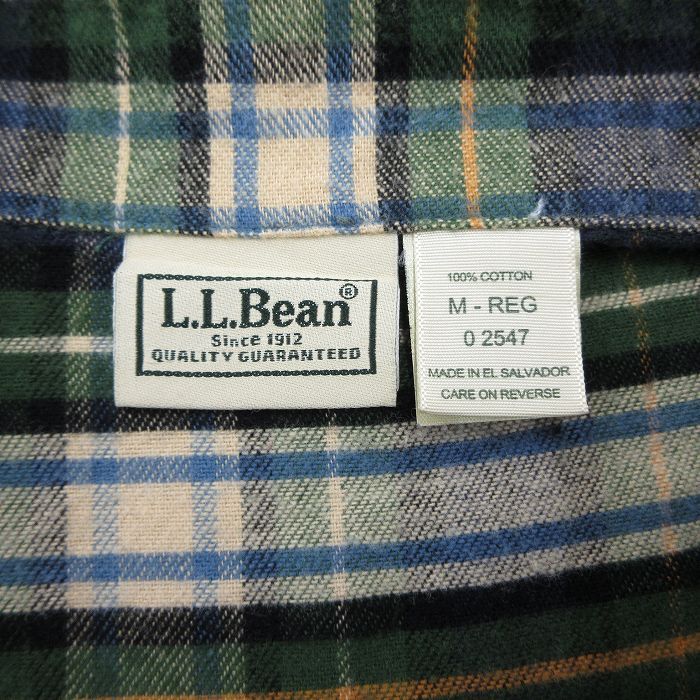 L.L.Bean®
Since 1912
QUALITY GUARANTEED
100% COTTON
M - REG
0 2547
MADE IN EL SALVADOR
CARE ON REVERSE